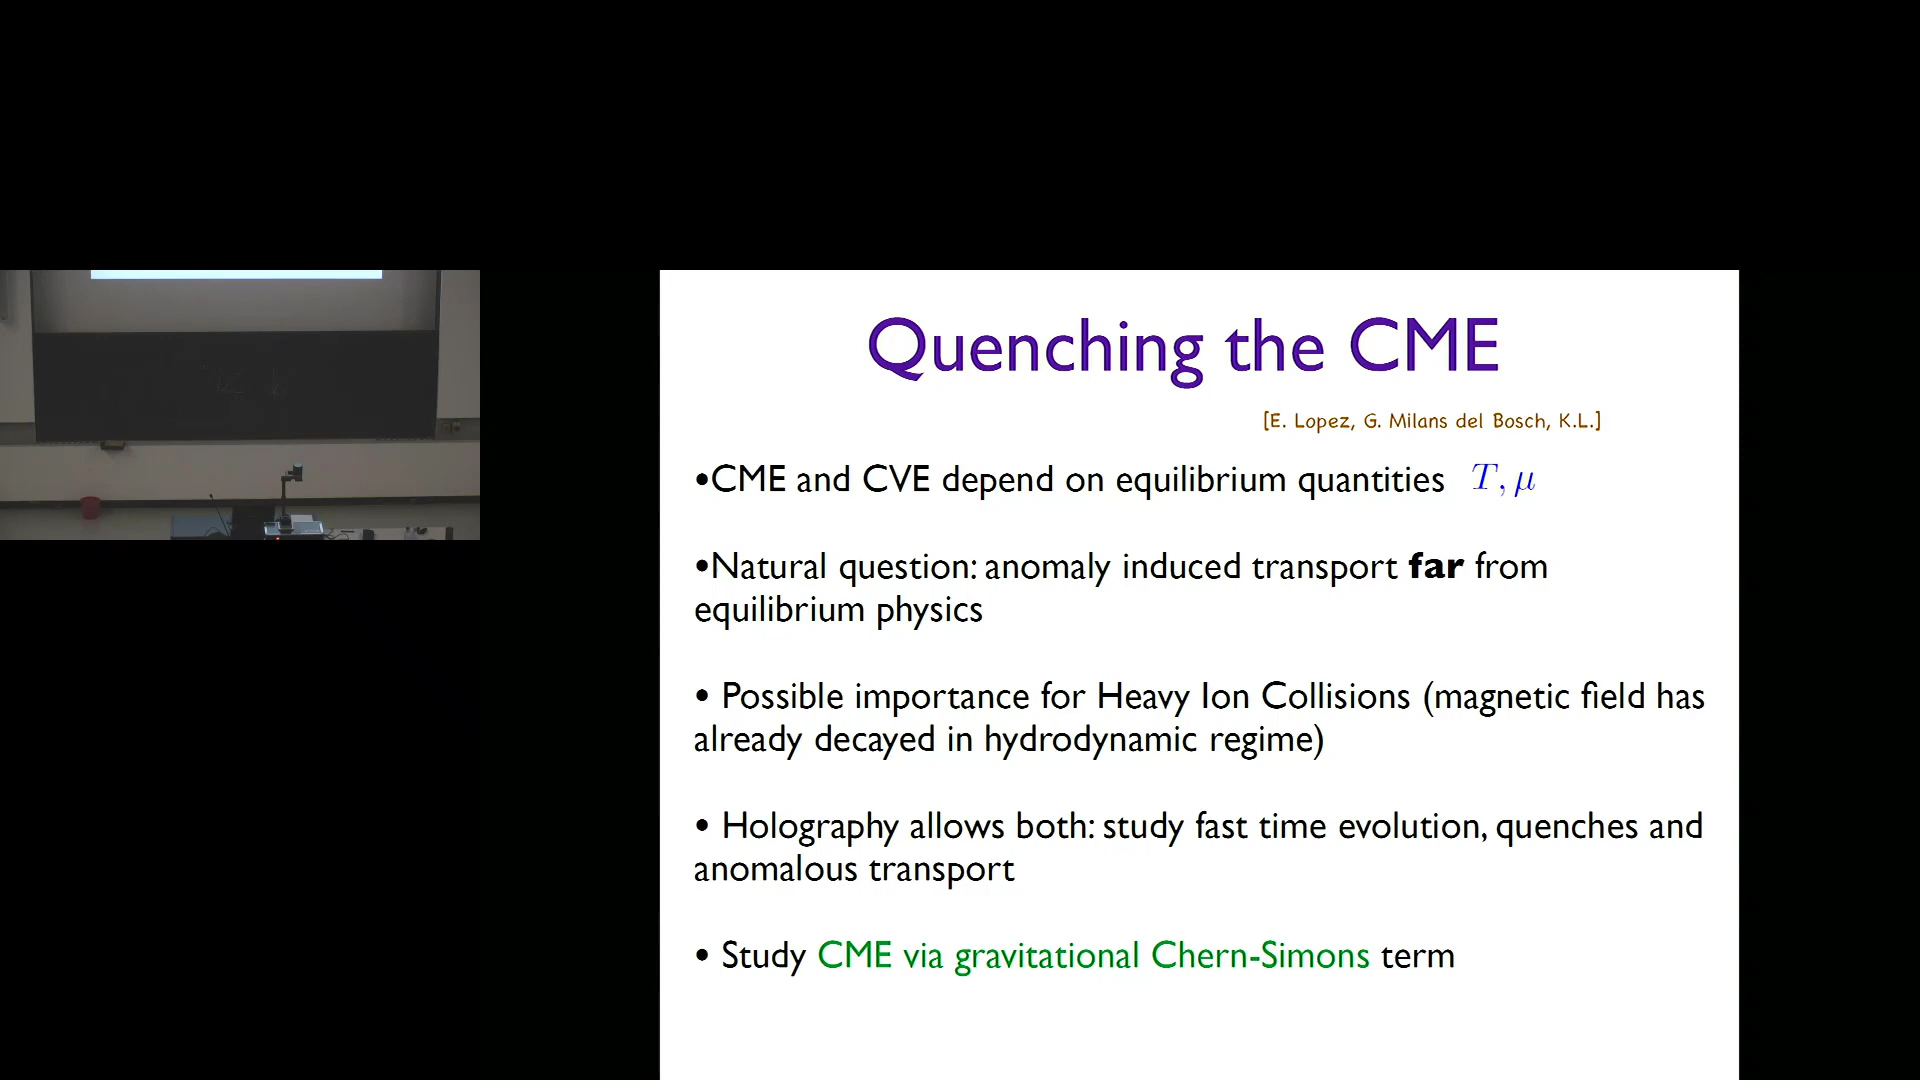 Quenching the CME
[E. Lopez, G. Milans del Bosch, K.L.]
•CME and CVE depend on equilibrium quantities T, μ
•Natural question: anomaly induced transport far from
equilibrium physics
• Possible importance for Heavy Ion Collisions (magnetic field has
already decayed in hydrodynamic regime)
• Holography allows both: study fast time evolution, quenches and
anomalous transport
• Study CME via gravitational Chern-Simons term